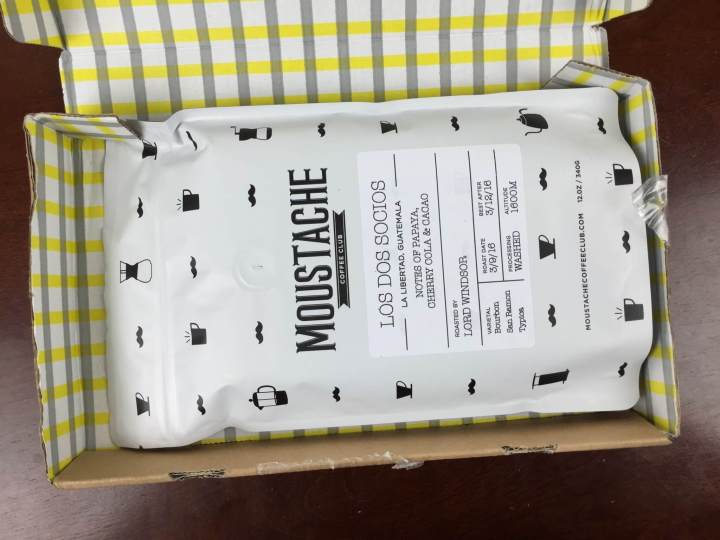 MOUSTACHE
COFFEE CLUB
LOS DOS SOCIOS
LA LIBERTAD, GUATEMALA
NOTES OF PAPAYA,
CHERRY COLA & CACAO
ROASTED BY
LORD WINDSOR
VARIETAL
Bourbon
San Ramon
Typica
ROAST DATE
3/9/16
BEST AFTER
3/12/16
PROCESSING
WASHED
ALTITUDE
1600M
MOUSTACHECOFFEECLUB.COM 12.OZ / 340G